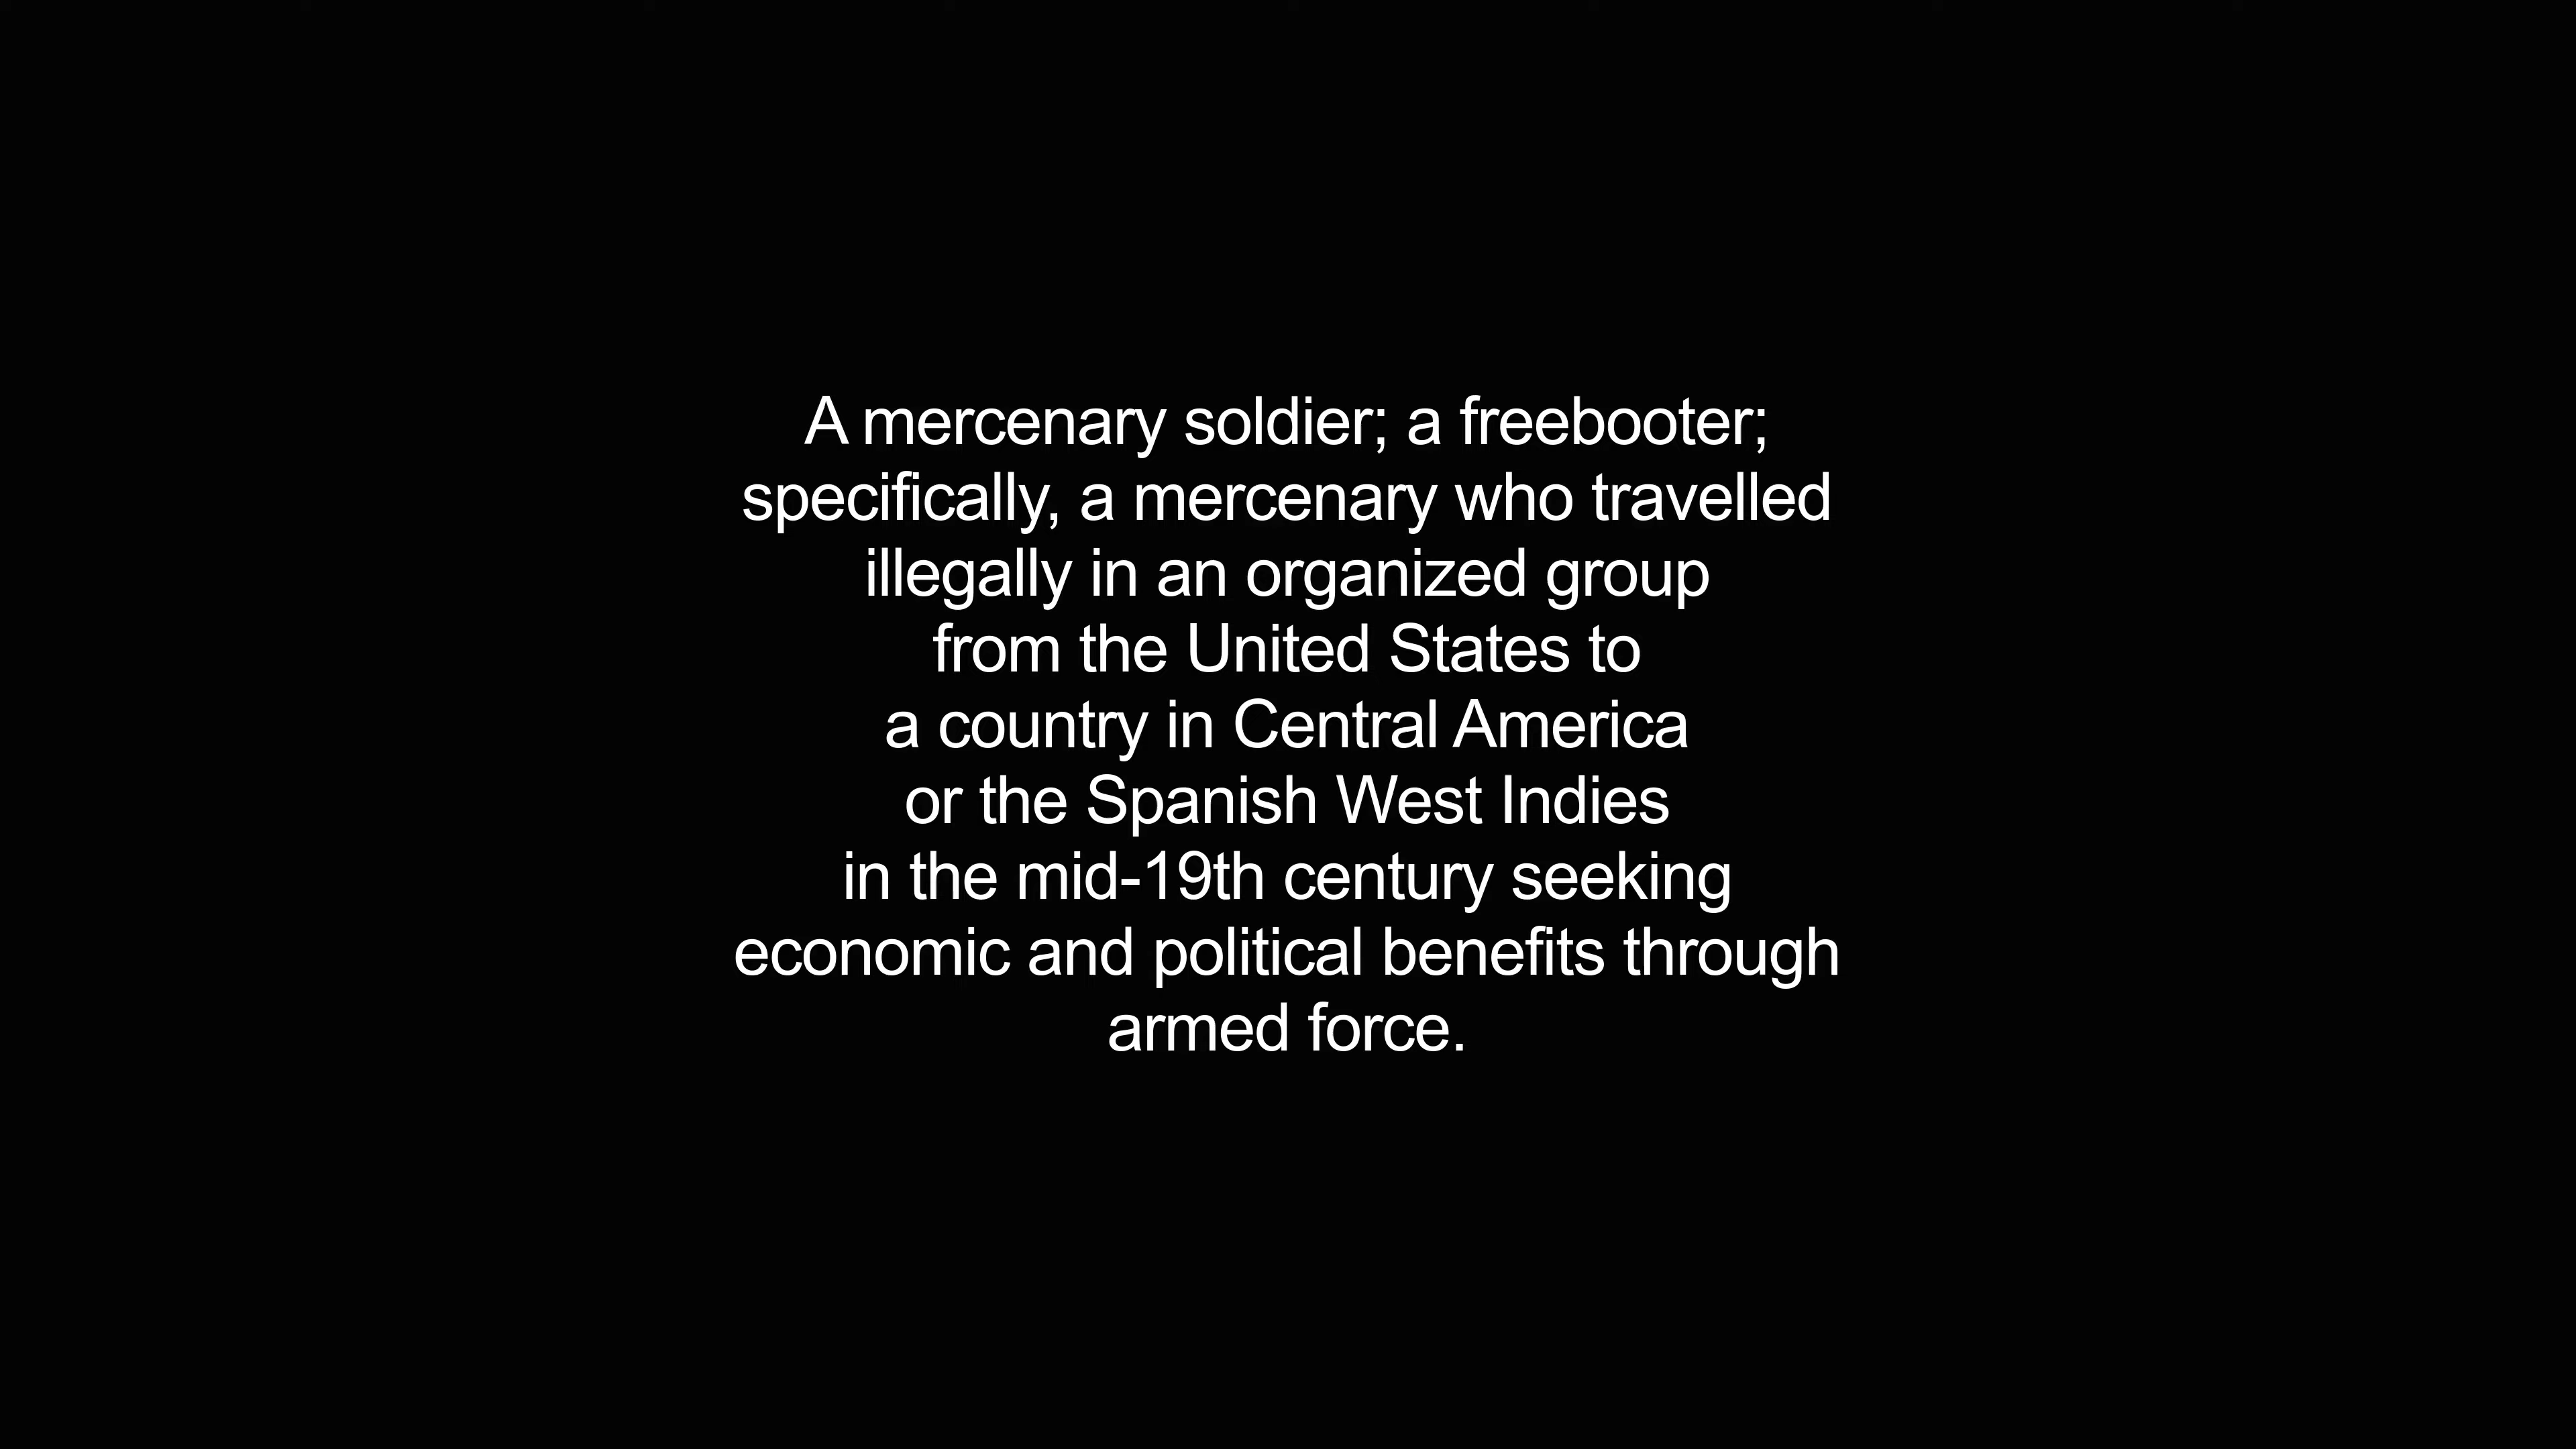 A mercenary soldier; a freebooter;
specifically, a mercenary who travelled
illegally in an organized group
from the United States to
a country in Central America
or the Spanish West Indies
in the mid-19th century seeking
economic and political benefits through
armed force.